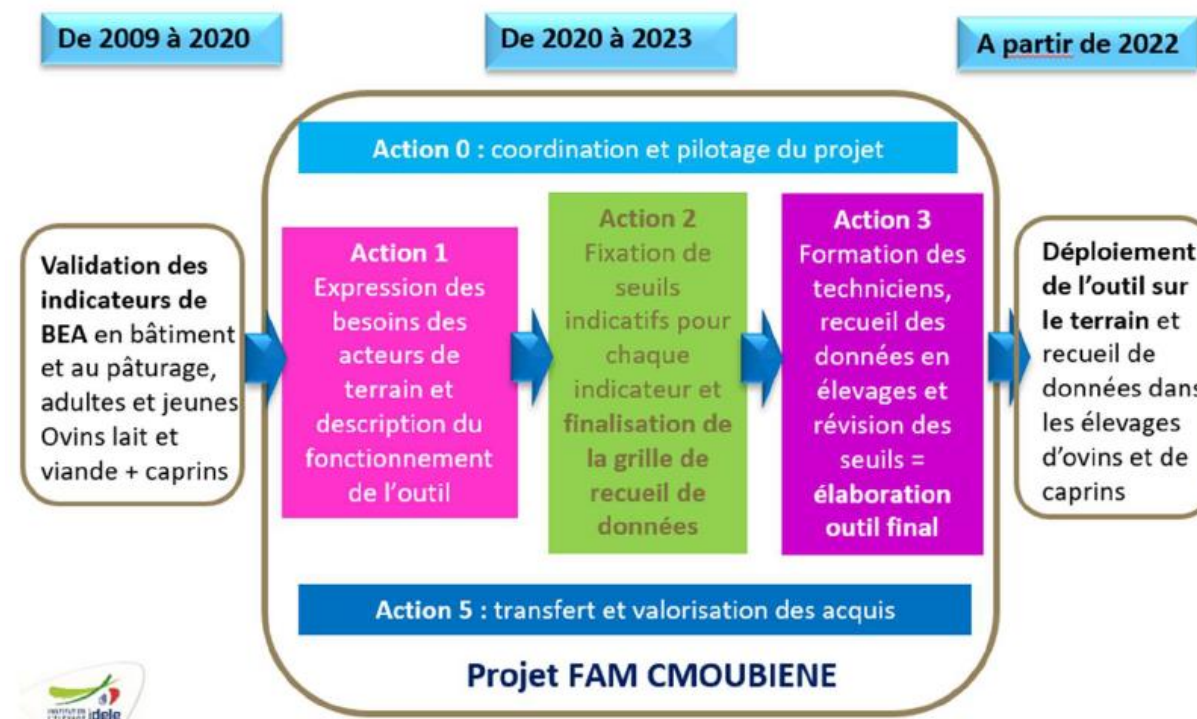 De 2009 à 2020
De 2020 à 2023
A partir de 2022
Action 0 : coordination et pilotage du projet
Validation des
indicateurs de
BEA en bâtiment
et au pâturage,
adultes et jeunes
Ovins lait et
viande + caprins
Action 1
Expression des
besoins des
acteurs de
terrain et
description du
fonctionnement
de l'outil
Action 2
Fixation de
seuils
indicatifs pour
chaque
indicateur et
finalisation de
la grille de
recueil de
données
Action 3
Formation des
techniciens,
recueil des
données en
élevages et
révision des
seuils =
élaboration
outil final
Déploiement
de l'outil sur
le terrain et
recueil de
données dans
les élevages
d'ovins et de
caprins
Action 5 : transfert et valorisation des acquis
Projet FAM CMOUBIENE
INSTITUT DE
L'ELEVAGE idele